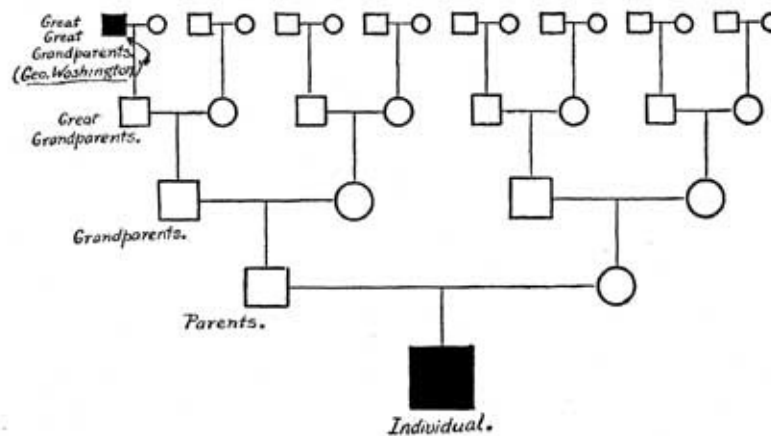 Great
Great
Grandparents.
(Geo. Washington)
Great
Grandparents.
Grandparents.
Parents.
Individual.